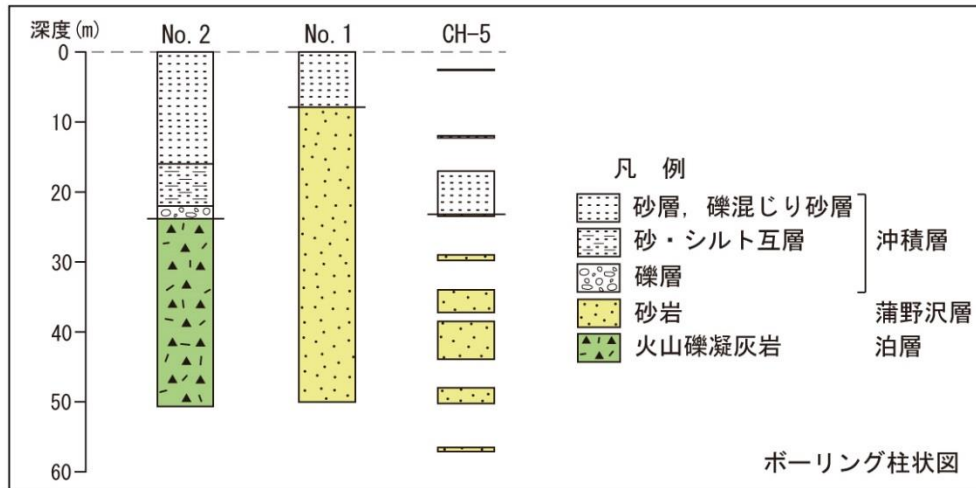 深度(m)
No. 2
No. 1
CH-5
0
10
20
30
40
50
60
凡 例
砂層，礫混じり砂層
砂・シルト互層
礫層
沖積層
砂岩
蒲野沢層
火山礫凝灰岩
泊層
ボーリング柱状図